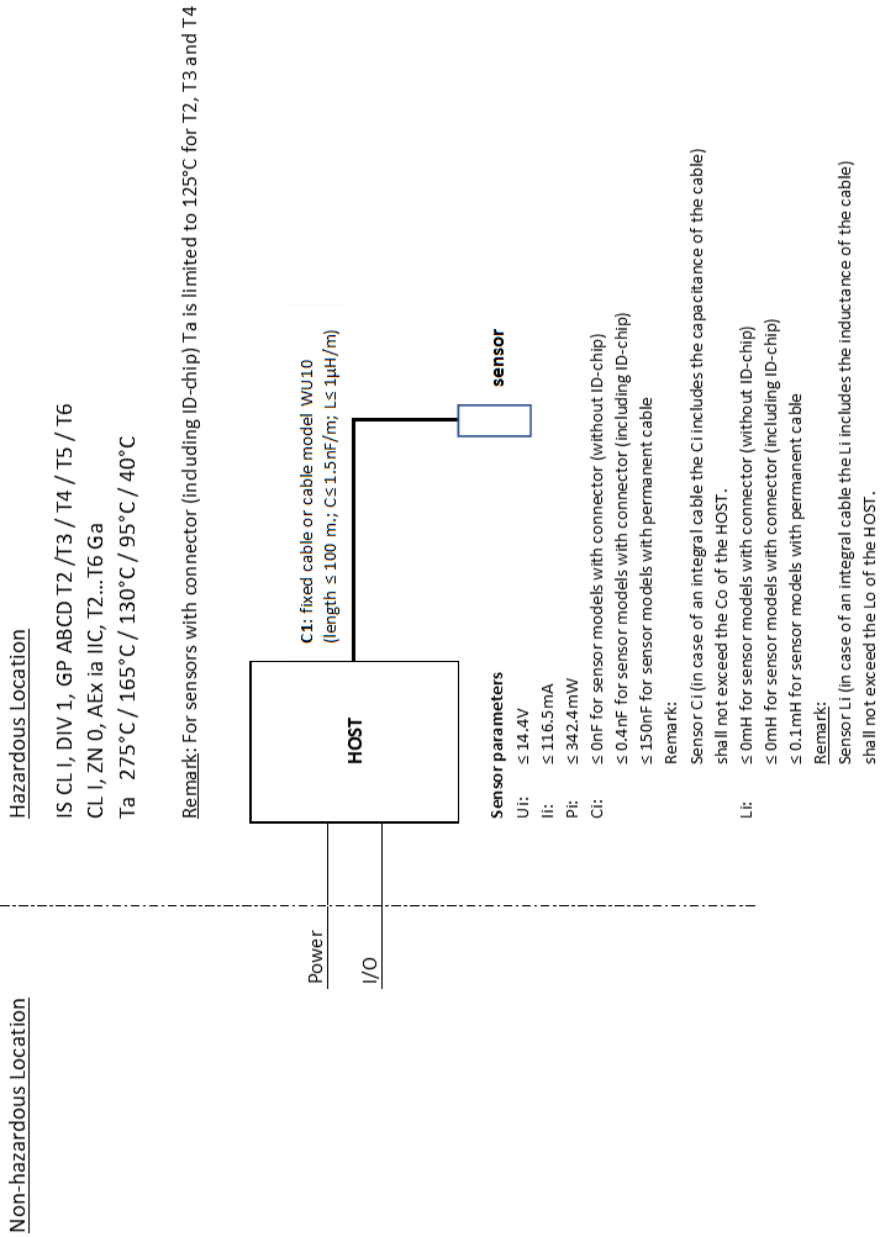 Non-hazardous Location
Hazardous Location
IS CL I, DIV 1, GP ABCD T2 /T3 / T4 / T5 / T6
CL I, ZN 0, AEx ia IIC, T2...T6 Ga
Ta 275°C / 165°C / 130°C / 95°C / 40°C
Remark: For sensors with connector (including ID-chip) Ta is limited to 125°C for T2, T3 and T4
Power
I/O
HOST
C1: fixed cable or cable model WU10
(length ≤ 100 m.; C≤1.5nF/m; L≤ 1µH/m)
sensor
Sensor parameters
Ui: ≤ 14.4V
Ii: ≤ 116.5mA
Pi: ≤ 342.4mW
Ci: ≤ 0nF for sensor models with connector (without ID-chip)
≤ 0.4nF for sensor models with connector (including ID-chip)
≤ 150nF for sensor models with permanent cable
Remark:
Sensor Ci (in case of an integral cable the Ci includes the capacitance of the cable)
shall not exceed the Co of the HOST.
Li: ≤ 0mH for sensor models with connector (without ID-chip)
≤ 0mH for sensor models with connector (including ID-chip)
≤ 0.1mH for sensor models with permanent cable
Remark:
Sensor Li (in case of an integral cable the Li includes the inductance of the cable)
shall not exceed the Lo of the HOST.